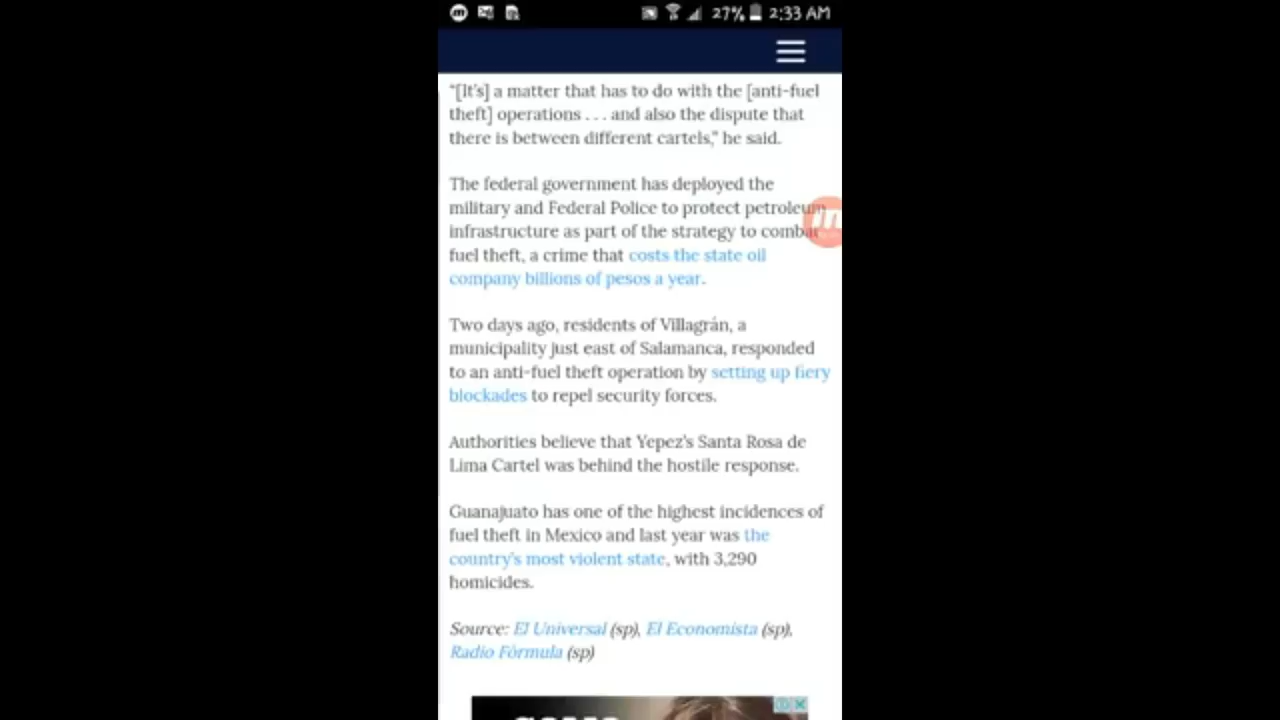 27% 2:33 AM
"[It's] a matter that has to do with the [anti-fuel
theft] operations . . . and also the dispute that
there is between different cartels," he said.
The federal government has deployed the
military and Federal Police to protect petroleum
infrastructure as part of the strategy to combat
fuel theft, a crime that costs the state oil
company billions of pesos a year.
Two days ago, residents of Villagrán, a
municipality just east of Salamanca, responded
to an anti-fuel theft operation by setting up fiery
blockades to repel security forces.
Authorities believe that Yepez's Santa Rosa de
Lima Cartel was behind the hostile response.
Guanajuato has one of the highest incidences of
fuel theft in Mexico and last year was the
country's most violent state, with 3,290
homicides.
Source: El Universal (sp), El Economista (sp),
Radio Fórmula (sp)